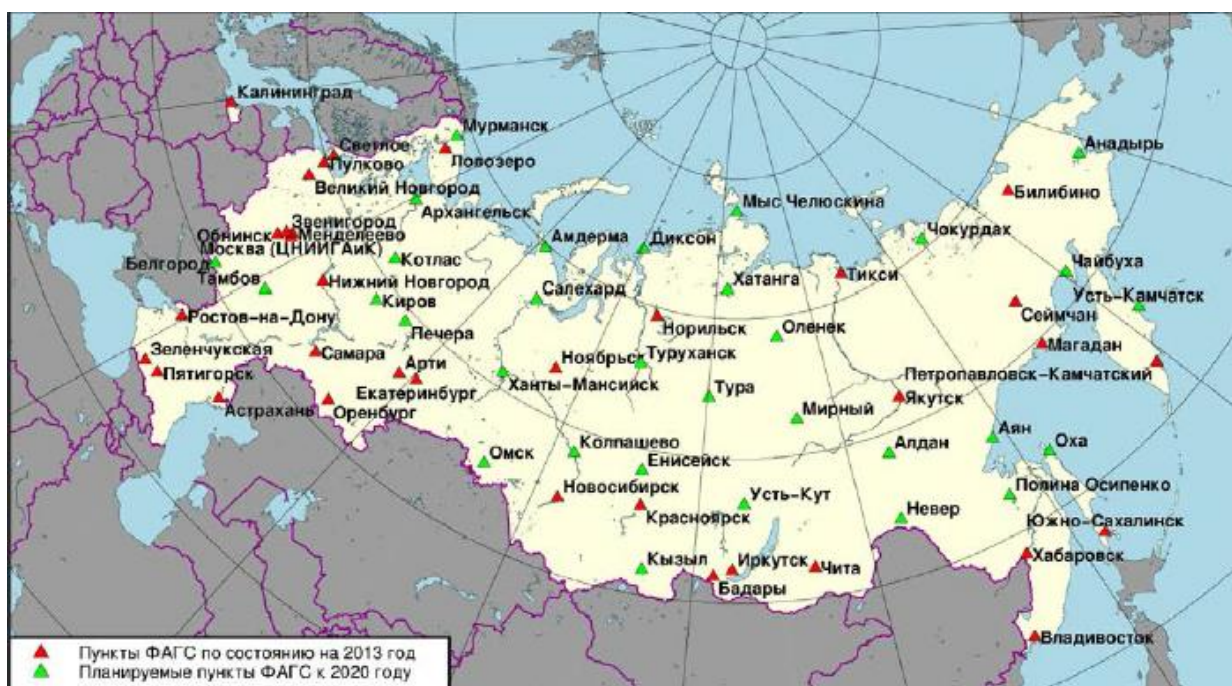 Калининград
Мурманск
Светлое
Пулково
Ловозеро
Анадырь
Великий Новгород
Билибино
Архангельск
Мыс Челюскина
Звенигород
Обнинск
Менделеево
Чокурдах
Москва (ЦНИИГАиК)
Амдерма
Диксон
Белгород
Котлас
Чайбуха
Тамбов
Нижний Новгород
Хатанга
Тикси
Киров
Салехард
Усть-Камчатск
Ростов-на-Дону
Печера
Норильск
Оленек
Сеймчан
Зеленчукская
Самара
Ноябрьск
Туруханск
Магадан
Пятигорск
Арти
Ханты-Мансийск
Петропавловск-Камчатский
Екатеринбург
Тура
Якутск
Астрахань
Оренбург
Мирный
Омск
Колпашево
Алдан
Аян
Оха
Енисейск
Новосибирск
Усть-Кут
Полина Осипенко
Красноярск
Невер
Южно-Сахалинск
Кызыл
Иркутск
Чита
Хабаровск
Бадары
Владивосток
Пункты ФАГС по состоянию на 2013 год
Планируемые пункты ФАГС к 2020 году